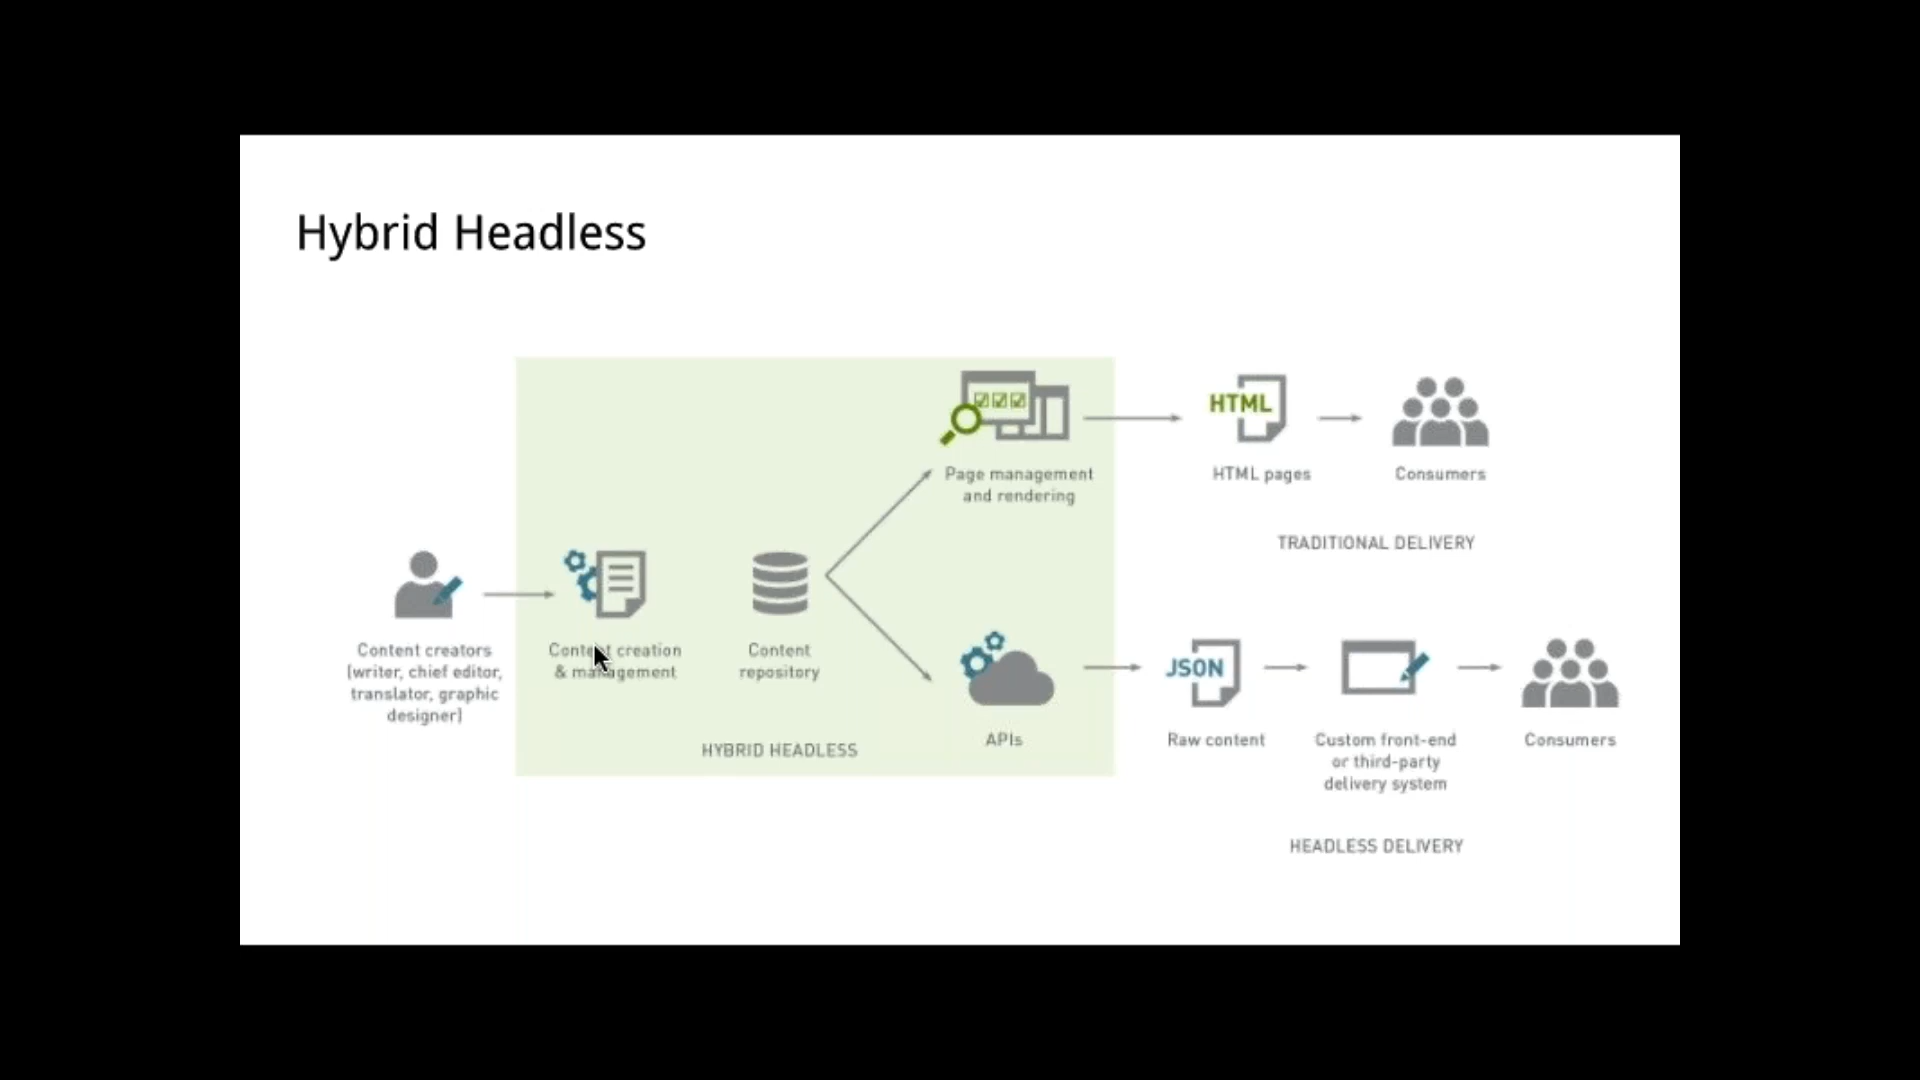 Hybrid Headless
HTML
Page management
and rendering
HTML pages
Consumers
TRADITIONAL DELIVERY
Content creators
(writer, chief editor,
translator, graphic
designer)
Content creation
& management
Content
repository
HYBRID HEADLESS
APIs
JSON
Raw content
Custom front-end
or third-party
delivery system
Consumers
HEADLESS DELIVERY